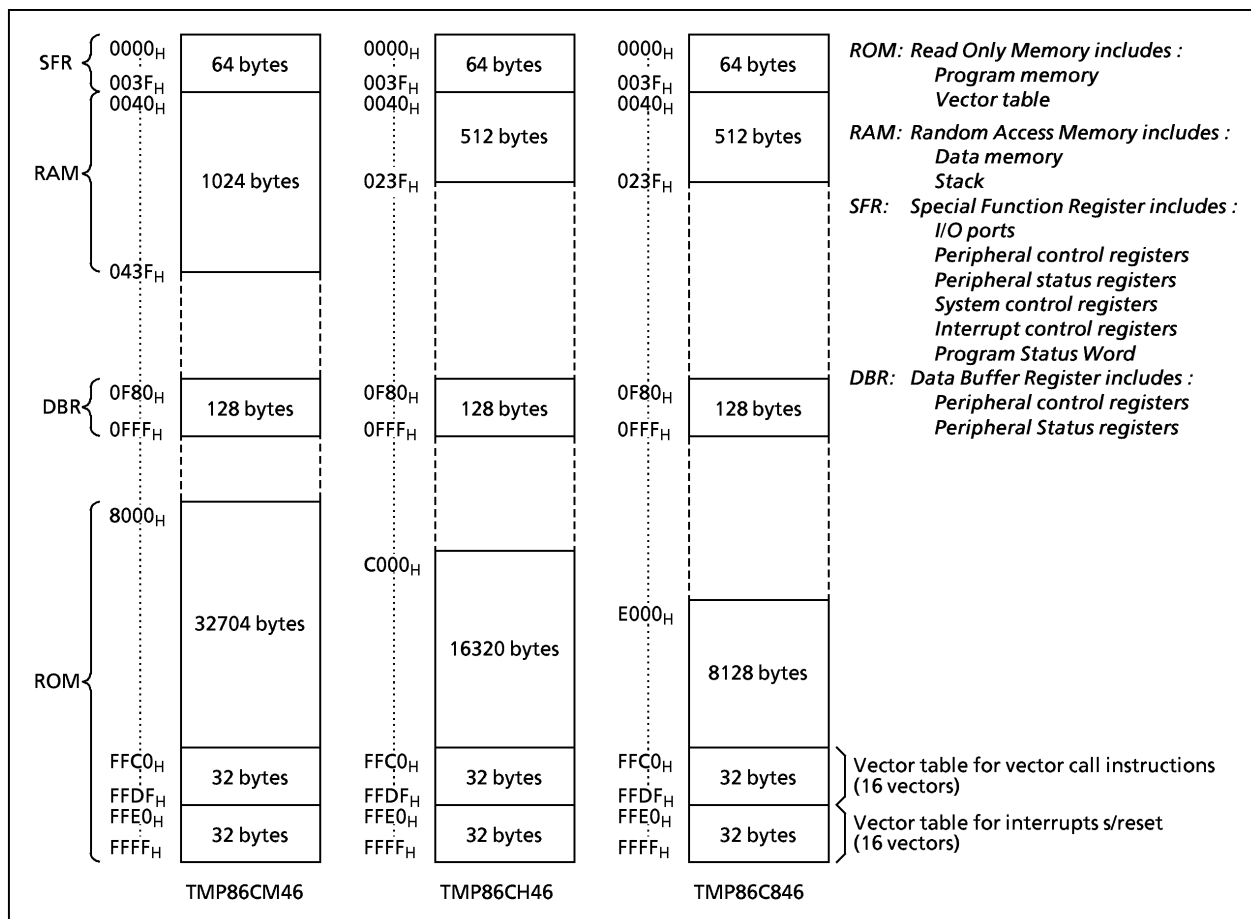 SFR
RAM
DBR
ROM
0000H
64 bytes
003FH
0040H
1024 bytes
043FH
0F80H
128 bytes
0FFFH
8000H
32704 bytes
FFC0H
32 bytes
FFDFH
FFE0H
32 bytes
FFFFH
TMP86CM46
0000H
64 bytes
003FH
0040H
512 bytes
023FH
0F80H
128 bytes
0FFFH
C000H
16320 bytes
FFC0H
32 bytes
FFDFH
FFE0H
32 bytes
FFFFH
TMP86CH46
0000H
64 bytes
003FH
0040H
512 bytes
023FH
0F80H
128 bytes
0FFFH
E000H
8128 bytes
FFC0H
32 bytes
FFDFH
FFE0H
32 bytes
FFFFH
TMP86C846
ROM: Read Only Memory includes :
Program memory
Vector table
RAM: Random Access Memory includes :
Data memory
Stack
SFR: Special Function Register includes :
I/O ports
Peripheral control registers
Peripheral status registers
System control registers
Interrupt control registers
Program Status Word
DBR: Data Buffer Register includes :
Peripheral control registers
Peripheral Status registers
Vector table for vector call instructions
(16 vectors)
Vector table for interrupts s/reset
(16 vectors)